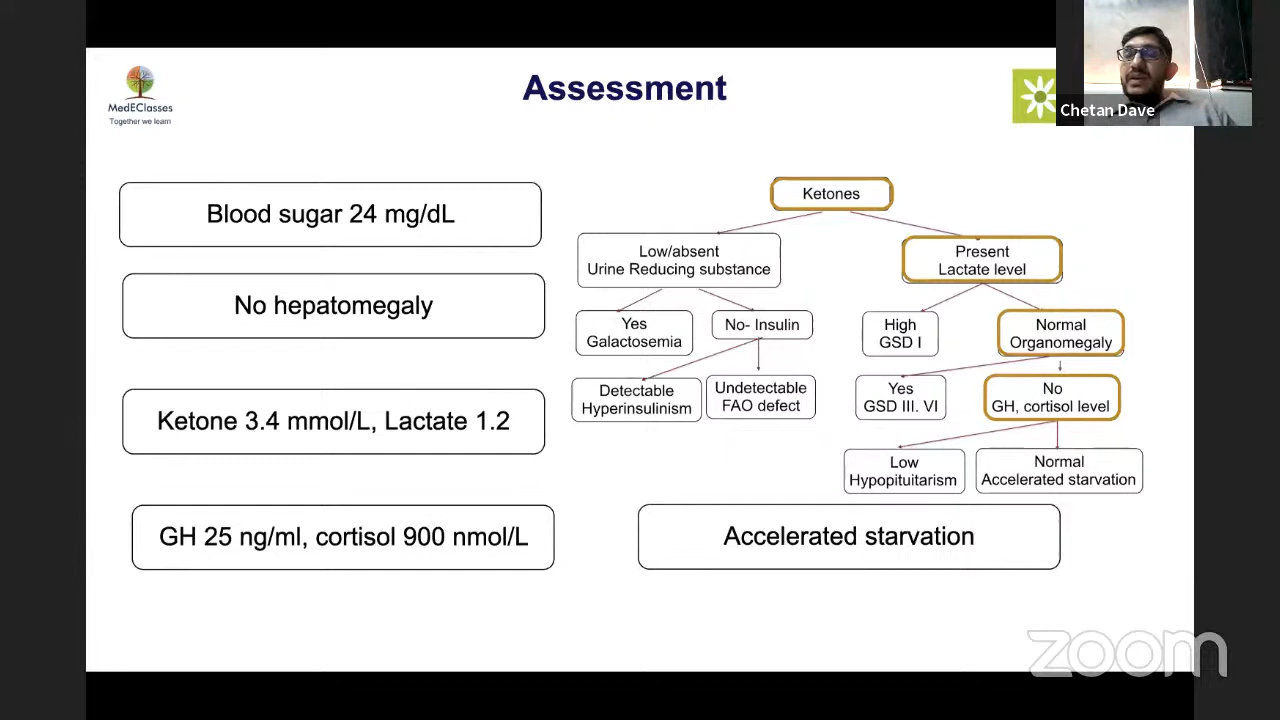 Assessment
MedEClasses
Together we learn
Chetan Dave
Blood sugar 24 mg/dL
No hepatomegaly
Ketone 3.4 mmol/L, Lactate 1.2
GH 25 ng/ml, cortisol 900 nmol/L
Ketones
Low/absent
Urine Reducing substance
Present
Lactate level
Yes
Galactosemia
No- Insulin
High
GSD I
Normal
Organomegaly
Detectable
Hyperinsulinism
Undetectable
FAO defect
Yes
GSD III. VI
No
GH, cortisol level
Low
Hypopituitarism
Normal
Accelerated starvation
Accelerated starvation
zoom